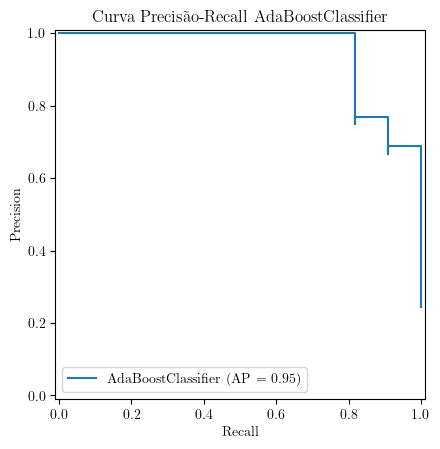 Curva Precisão-Recall AdaBoostClassifier
1.0
0.8
0.6
0.4
0.2
0.0
Precision
AdaBoostClassifier (AP = 0.95)
0.0 0.2 0.4 0.6 0.8 1.0
Recall